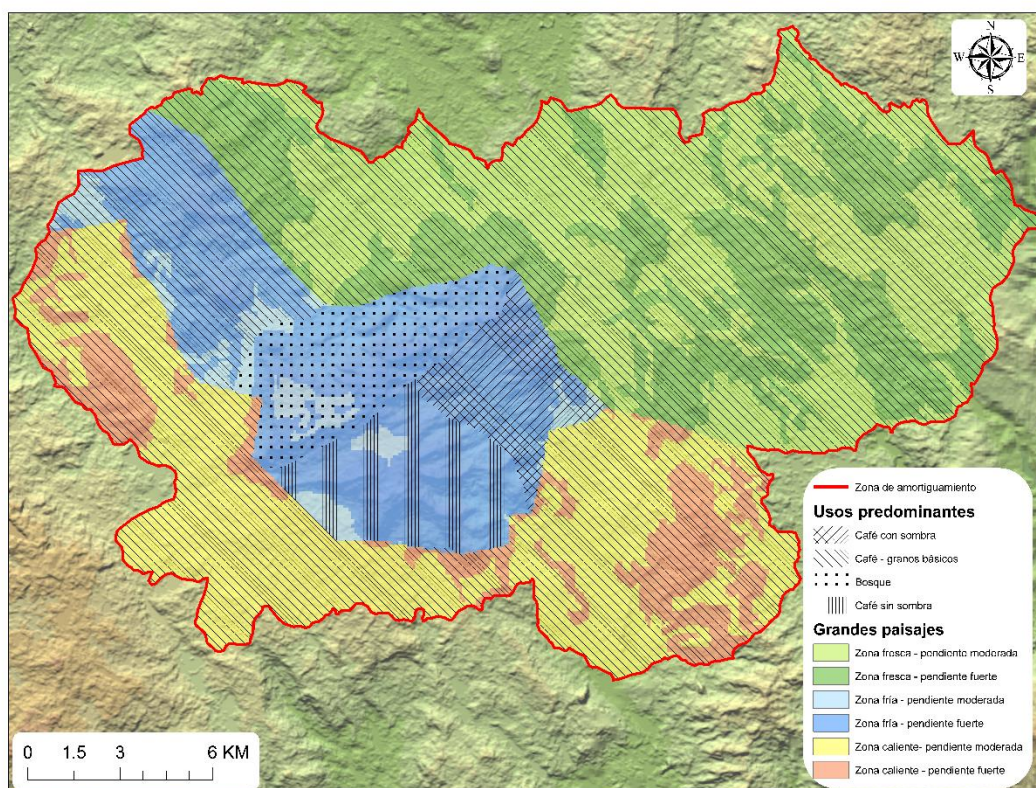 N
W E
S
Zona de amortiguamiento
Usos predominantes
Café con sombra
Café - granos básicos
Bosque
Café sin sombra
Grandes paisajes
Zona fresca - pendiente moderada
Zona fresca - pendiente fuerte
Zona fría - pendiente moderada
Zona fría - pendiente fuerte
Zona caliente- pendiente moderada
Zona caliente - pendiente fuerte
0 1.5 3 6 KM